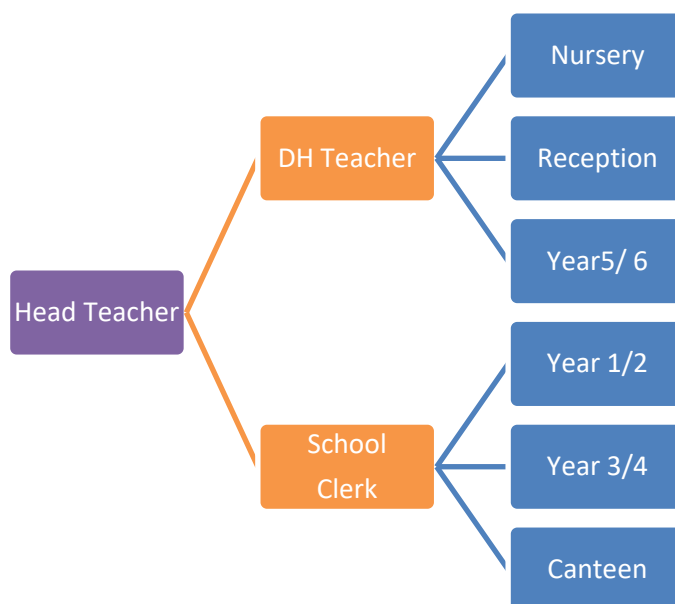 Nursery
DH Teacher
Reception
Year5/ 6
Head Teacher
Year 1/2
School
Clerk
Year 3/4
Canteen